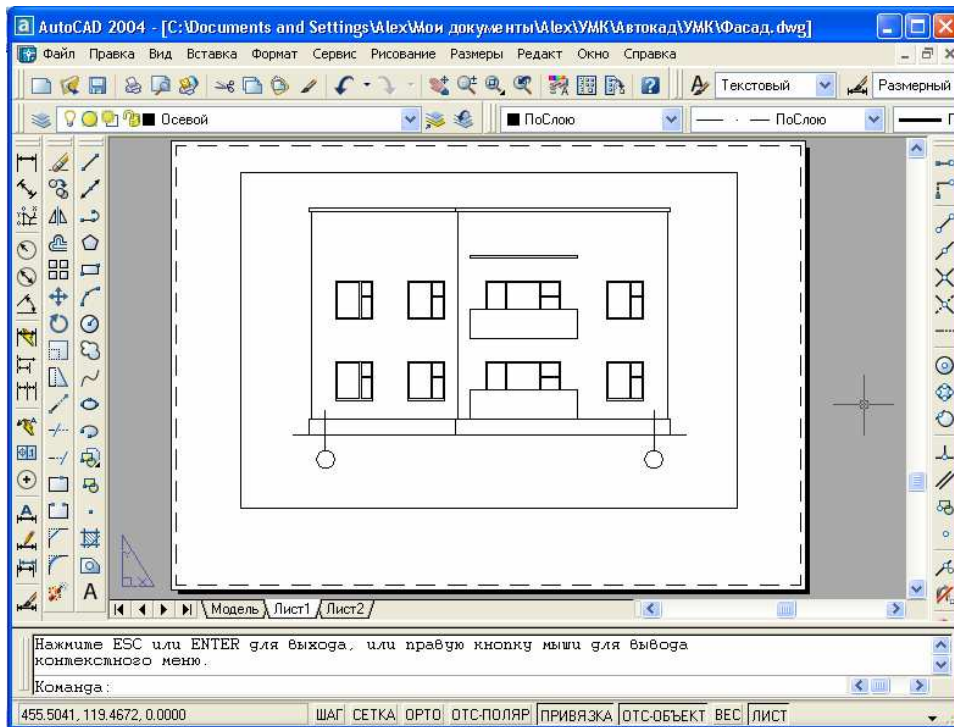 AutoCAD 2004 - [C:\Documents and Settings\Alex\Мои документы\Alex\УМК\Автокад\УМК\Фасад.dwg]
Файл Правка Вид Вставка Формат Сервис Рисование Размеры Редакт Окно Справка
Текстовый Размерный
Осевой ПоСлою ПоСлою П
Модель Лист1 Лист2
Нажмите ESC или ENTER для выхода, или правую кнопку мыши для вывода
контекстного меню.
Команда:
455.5041, 119.4672, 0.0000 ШАГ СЕТКА ОРТО ОТС-ПОЛЯР ПРИВЯЗКА ОТС-ОБЪЕКТ ВЕС ЛИСТ